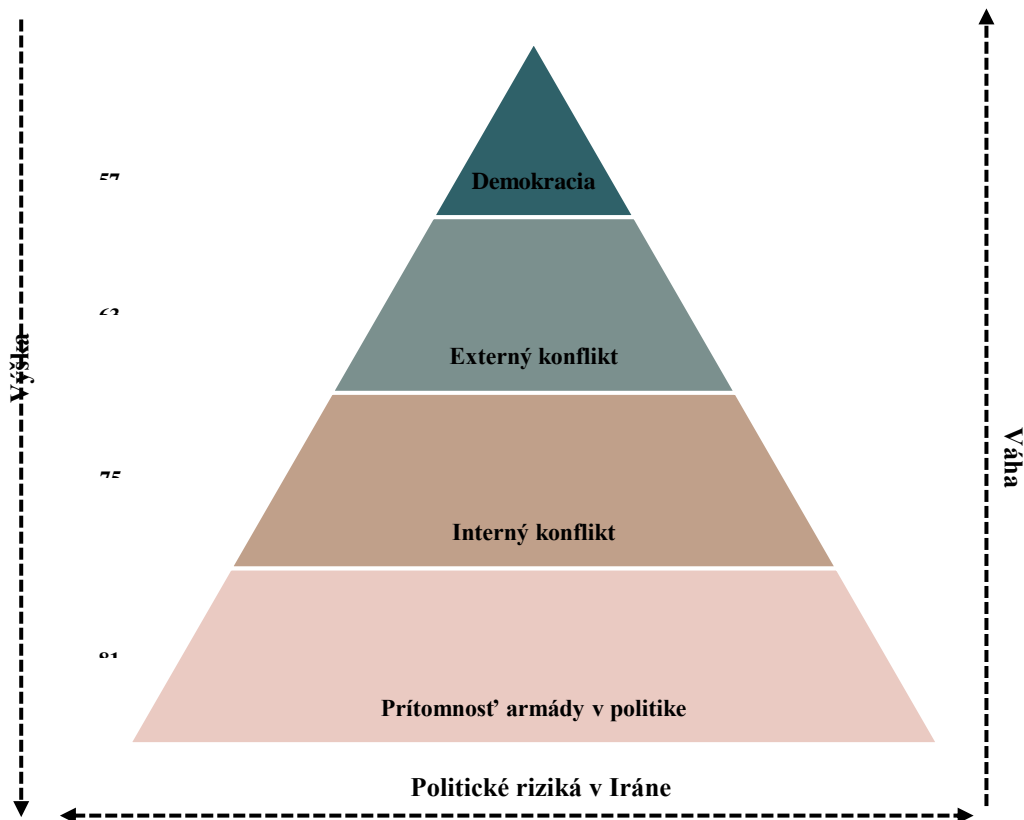 Demokracia
Externý konflikt
Výška
Interný konflikt
Váha
Prítomnosť armády v politike
Politické riziká v Iráne